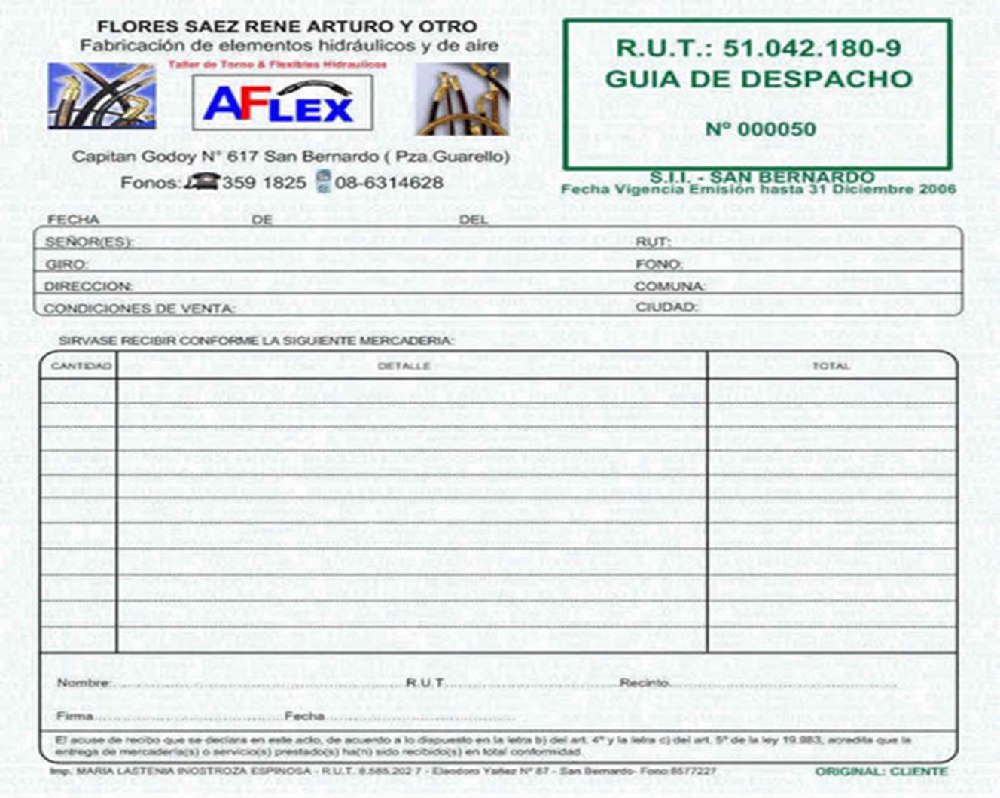 FLORES SAEZ RENE ARTURO Y OTRO
Fabricación de elementos hidráulicos y de aire
Taller de Torno & Flexibles Hidraulicos
AFLEX
Capitan Godoy N° 617 San Bernardo ( Pza.Guarello)
Fonos: 359 1825 08-6314628
R.U.T.: 51.042.180-9
GUIA DE DESPACHO
Nº 000050
S.I.I. - SAN BERNARDO
Fecha Vigencia Emisión hasta 31 Diciembre 2006
FECHA DE DEL
SEÑOR(ES): RUT:
GIRO: FONO:
DIRECCION: COMUNA:
CONDICIONES DE VENTA: CIUDAD:
SIRVASE RECIBIR CONFORME LA SIGUIENTE MERCADERIA:
CANTIDAD DETALLE TOTAL
Nombre: R.U.T. Recinto
Firma Fecha
El acuse de recibo que se declara en este acto, de acuerdo a lo dispuesto en la letra b) del art. 4º y la letra c) del art. 5º de la ley 19.983, acredita que la
entrega de mercadería(s) o servicio(s) prestado(s) ha(n) sido recibido(s) en total conformidad.
Imp. MARIA LASTENIA INOSTROZA ESPINOSA - R.U.T. 8.585.202 7 - Eleodoro Yañez Nº 87 - San Bernardo- Fono:8577227
ORIGINAL: CLIENTE